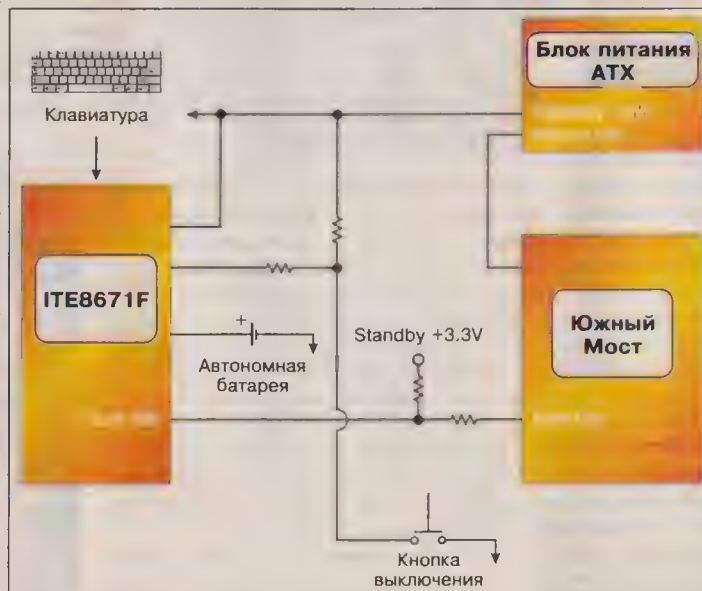 Блок питания
ATX
Клавиатура
ITE8671F
+
Автономная
батарея
Standby +3.3V
Южный
Мост
Кнопка
выключения